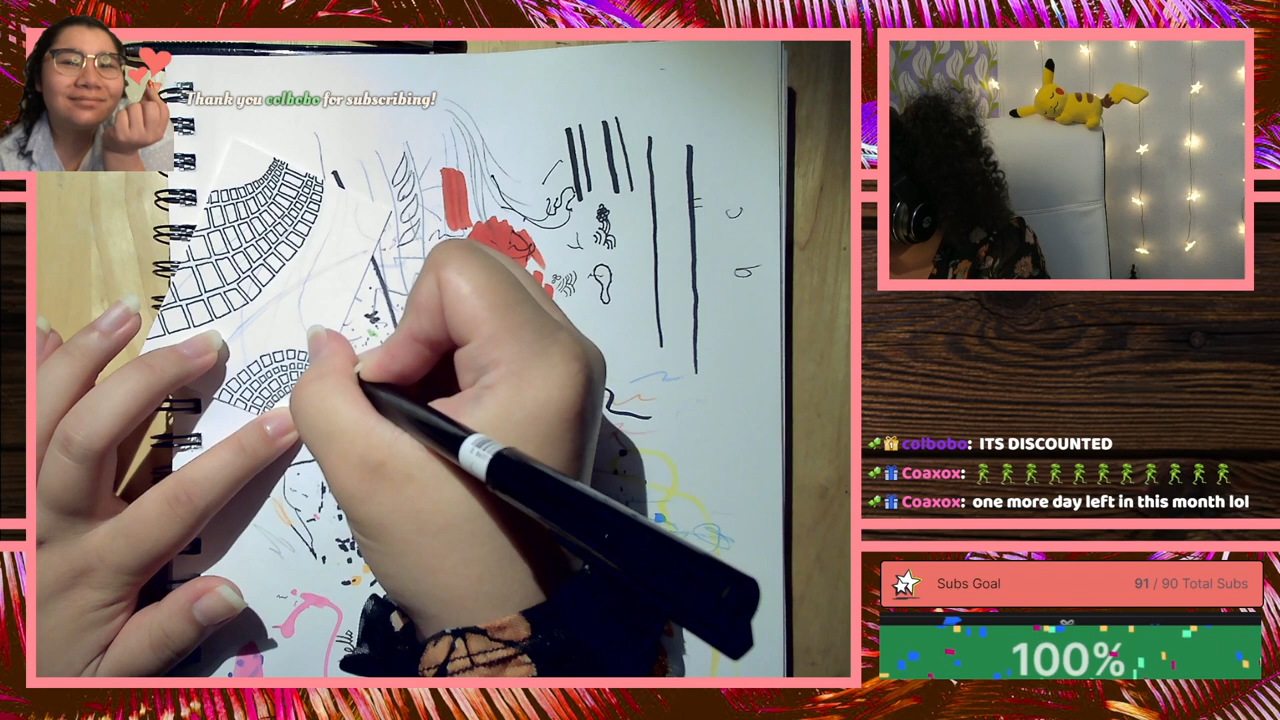 Thank you colbobo for subscribing!
colbobo: ITS DISCOUNTED
Coaxox:
Coaxox: one more day left in this month lol
Subs Goal 91 / 90 Total Subs
100%